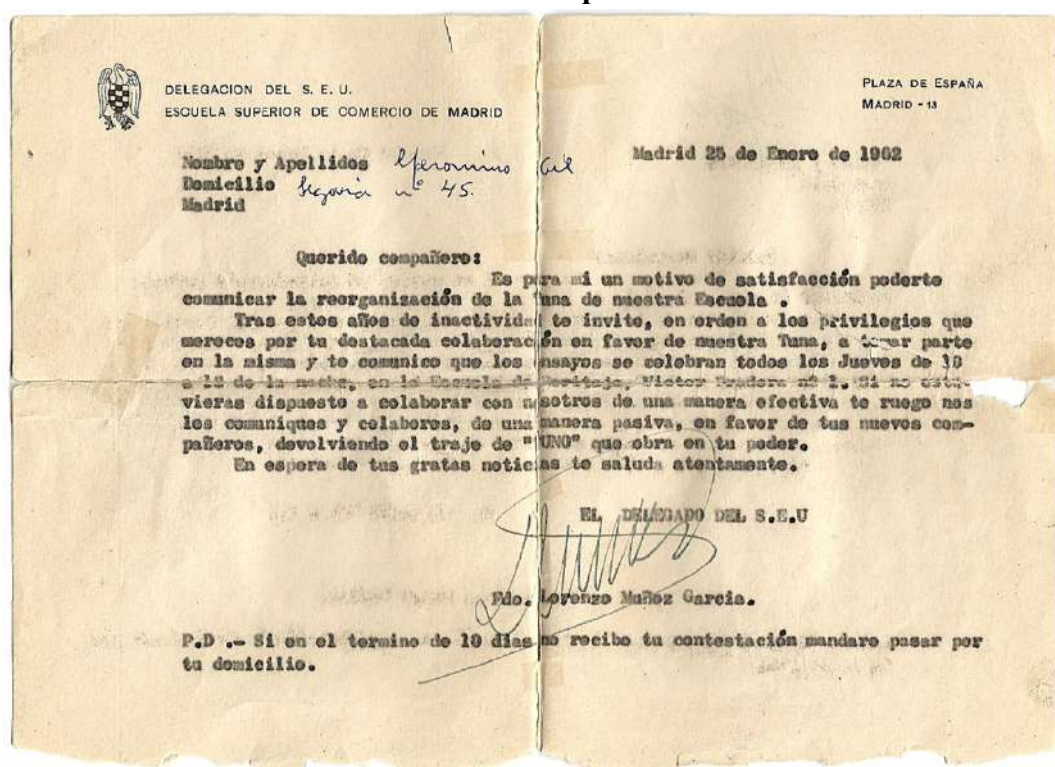 DELEGACION DEL S. E. U.
ESCUELA SUPERIOR DE COMERCIO DE MADRID
PLAZA DE ESPAÑA
MADRID - 13
Madrid 25 de Enero de 1962
Nombre y Apellidos Geronimo Gil
Domicilio Segovia nº 45.
Madrid
Querido compañero:
Es para mi un motivo de satisfacción poderte
comunicar la reorganización de la Tuna de nuestra Escuela .
Tras estos años de inactividad te invito, en orden a los privilegios que
mereces por tu destacada colaboración en favor de nuestra Tuna, a tomar parte
en la misma y te comunico que los ensayos se celebran todos los Jueves de 10
a 12 de la noche, en la Escuela de Peritaje, Victor Pradera nº 1. Si no estu-
vieras dispuesto a colaborar con nosotros de una manera efectiva te ruego nos
los comuniques y colabores, de una manera pasiva, en favor de tus nuevos com-
pañeros, devolviendo el traje de "TUNO" que obra en tu poder.
En espera de tus gratas noticias te saluda atentamente.
EL DELEGADO DEL S.E.U
Fdo. Lorenzo Muñoz Garcia.
P.D .- Si en el termino de 10 dias no recibo tu contestación mandare pasar por
tu domicilio.